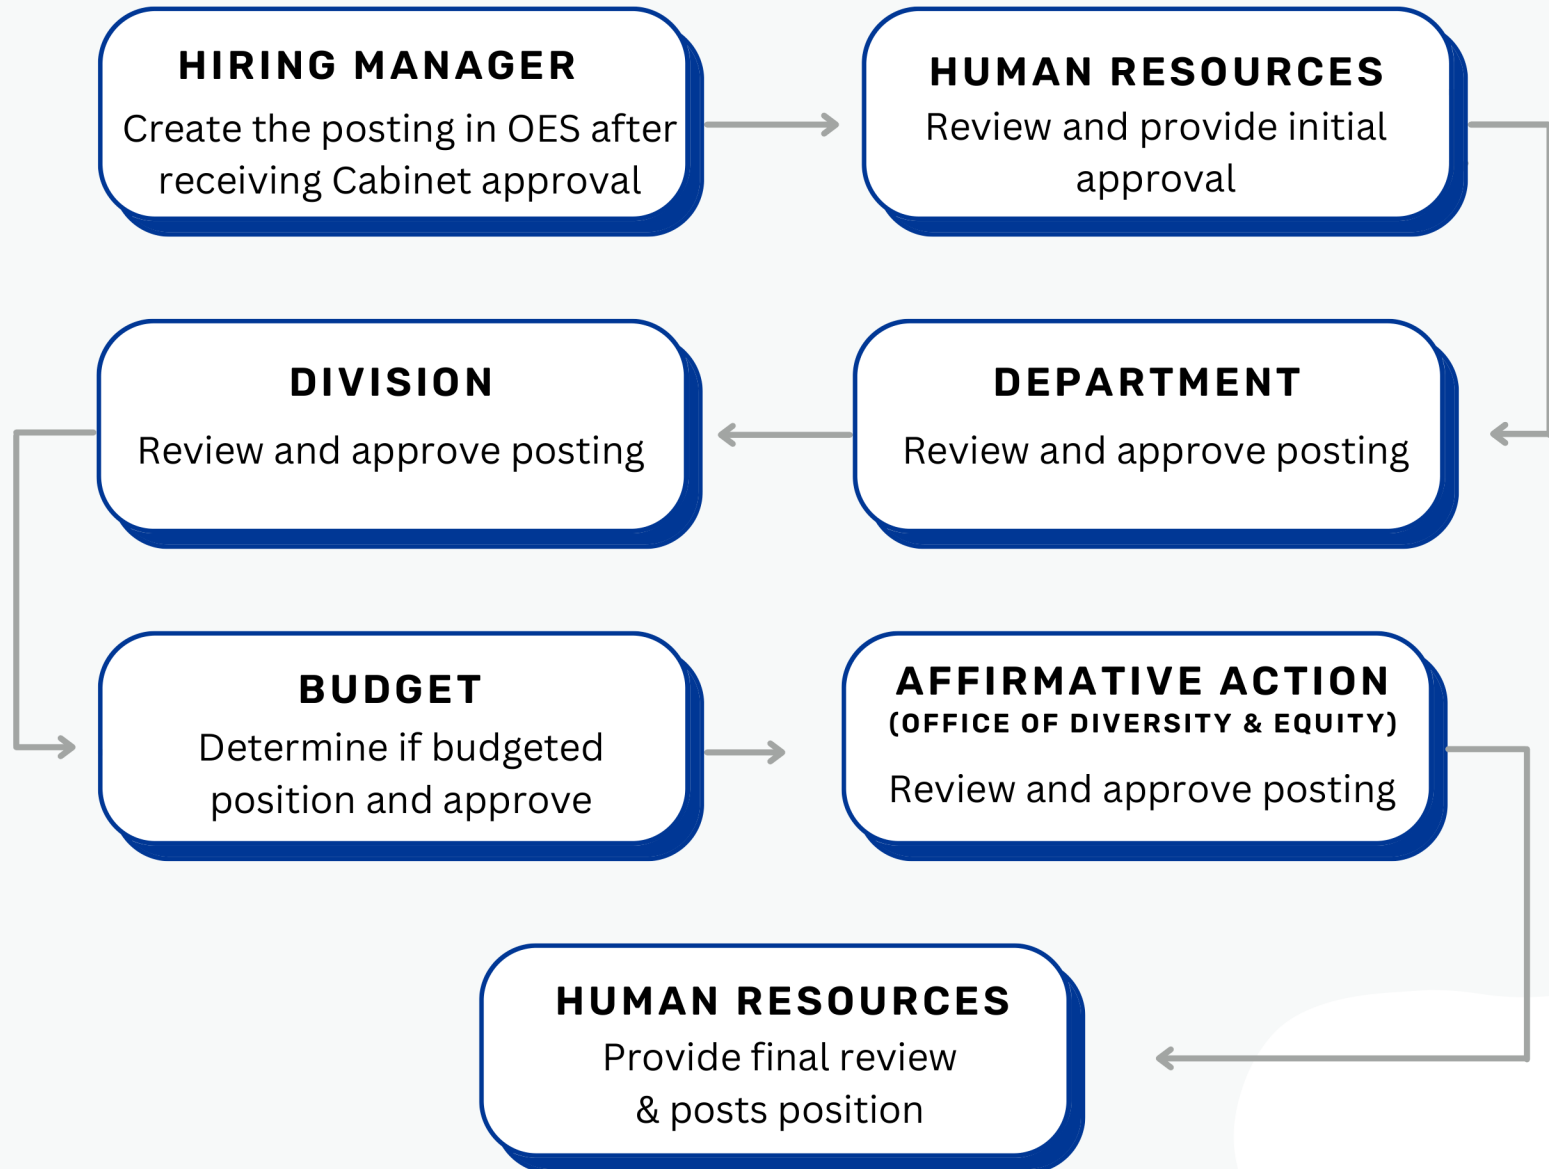 HIRING MANAGER
Create the posting in OES after
receiving Cabinet approval
HUMAN RESOURCES
Review and provide initial
approval
DEPARTMENT
Review and approve posting
DIVISION
Review and approve posting
BUDGET
Determine if budgeted
position and approve
AFFIRMATIVE ACTION
(OFFICE OF DIVERSITY & EQUITY)
Review and approve posting
HUMAN RESOURCES
Provide final review
& posts position